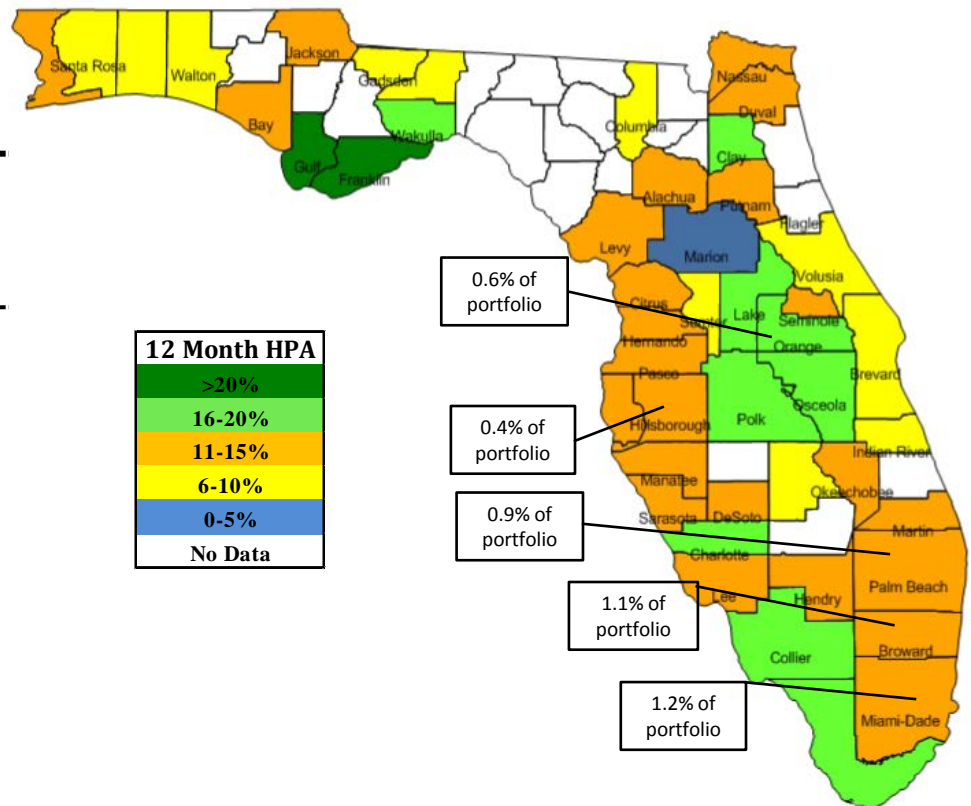 Jackson
Santa Rosa
Walton
Gadsden
Nassau
Duval
Bay
Wakulla
Columbia
Clay
Gulf
Franklin
Alachua
Putnam
Flagler
Levy
Marion
Volusia
0.6% of
portfolio
Citrus
Lake
Seminole
Sumter
Orange
Hernando
12 Month HPA
>20%
16-20%
11-15%
6-10%
0-5%
No Data
Pasco
Brevard
Osceola
Polk
Hillsborough
0.4% of
portfolio
Indian River
Manatee
Okeechobee
Sarasota
DeSoto
0.9% of
portfolio
Martin
Charlotte
Palm Beach
Lee
Hendry
1.1% of
portfolio
Broward
Collier
1.2% of
portfolio
Miami-Dade